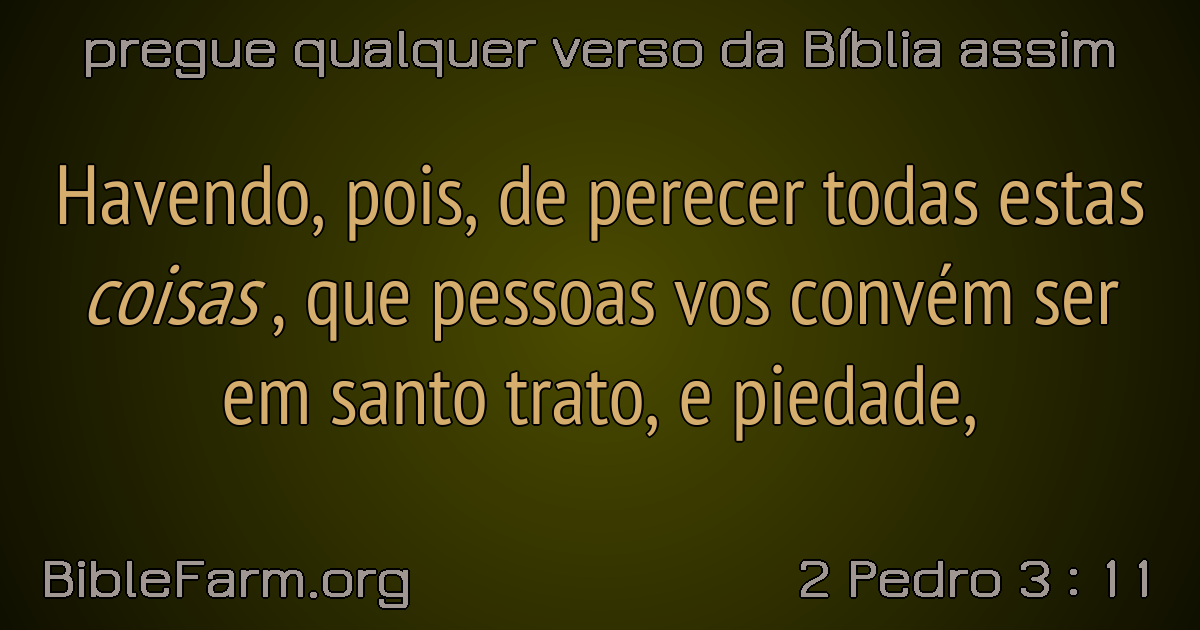 pregue qualquer verso da Bíblia assim
Havendo, pois, de perecer todas estas
coisas , que pessoas vos convém ser
em santo trato, e piedade,
BibleFarm.org
2 Pedro 3 : 11